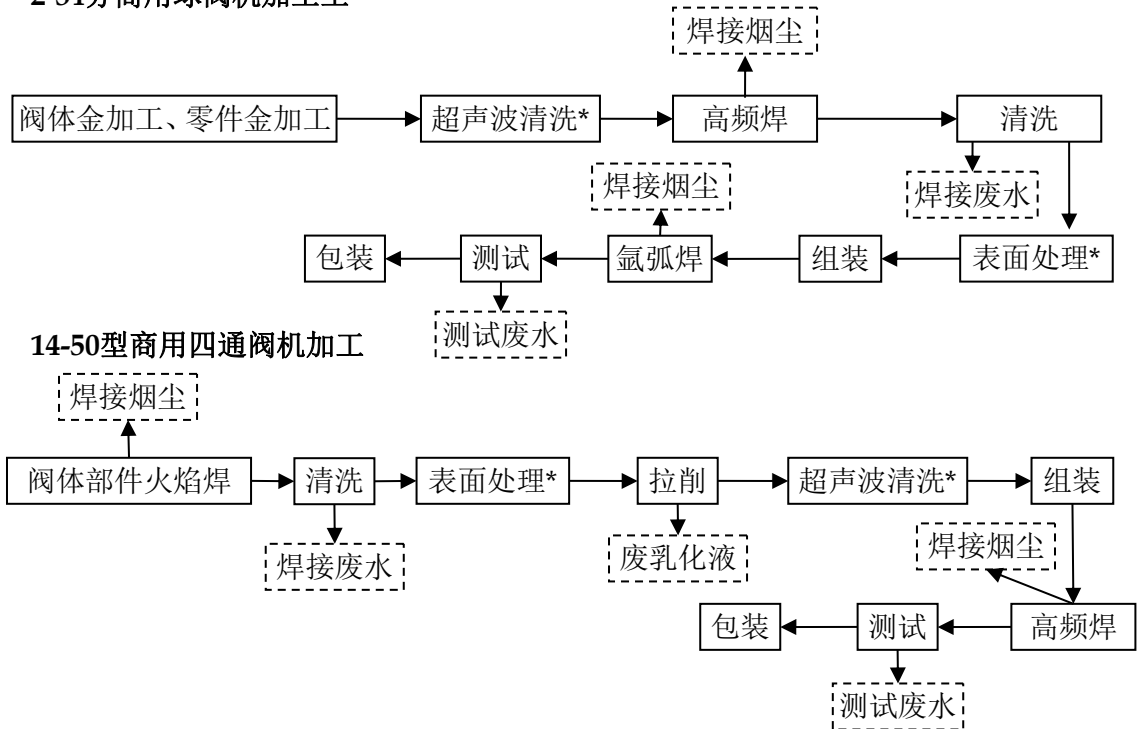 焊接烟尘
阀体金加工、零件金加工
超声波清洗*
高频焊
清洗
焊接烟尘
焊接废水
包装
测试
氩弧焊
组装
表面处理*
测试废水
14-50型商用四通阀机加工
焊接烟尘
阀体部件火焰焊
清洗
表面处理*
拉削
超声波清洗*
组装
焊接废水
废乳化液
焊接烟尘
包装
测试
高频焊
测试废水